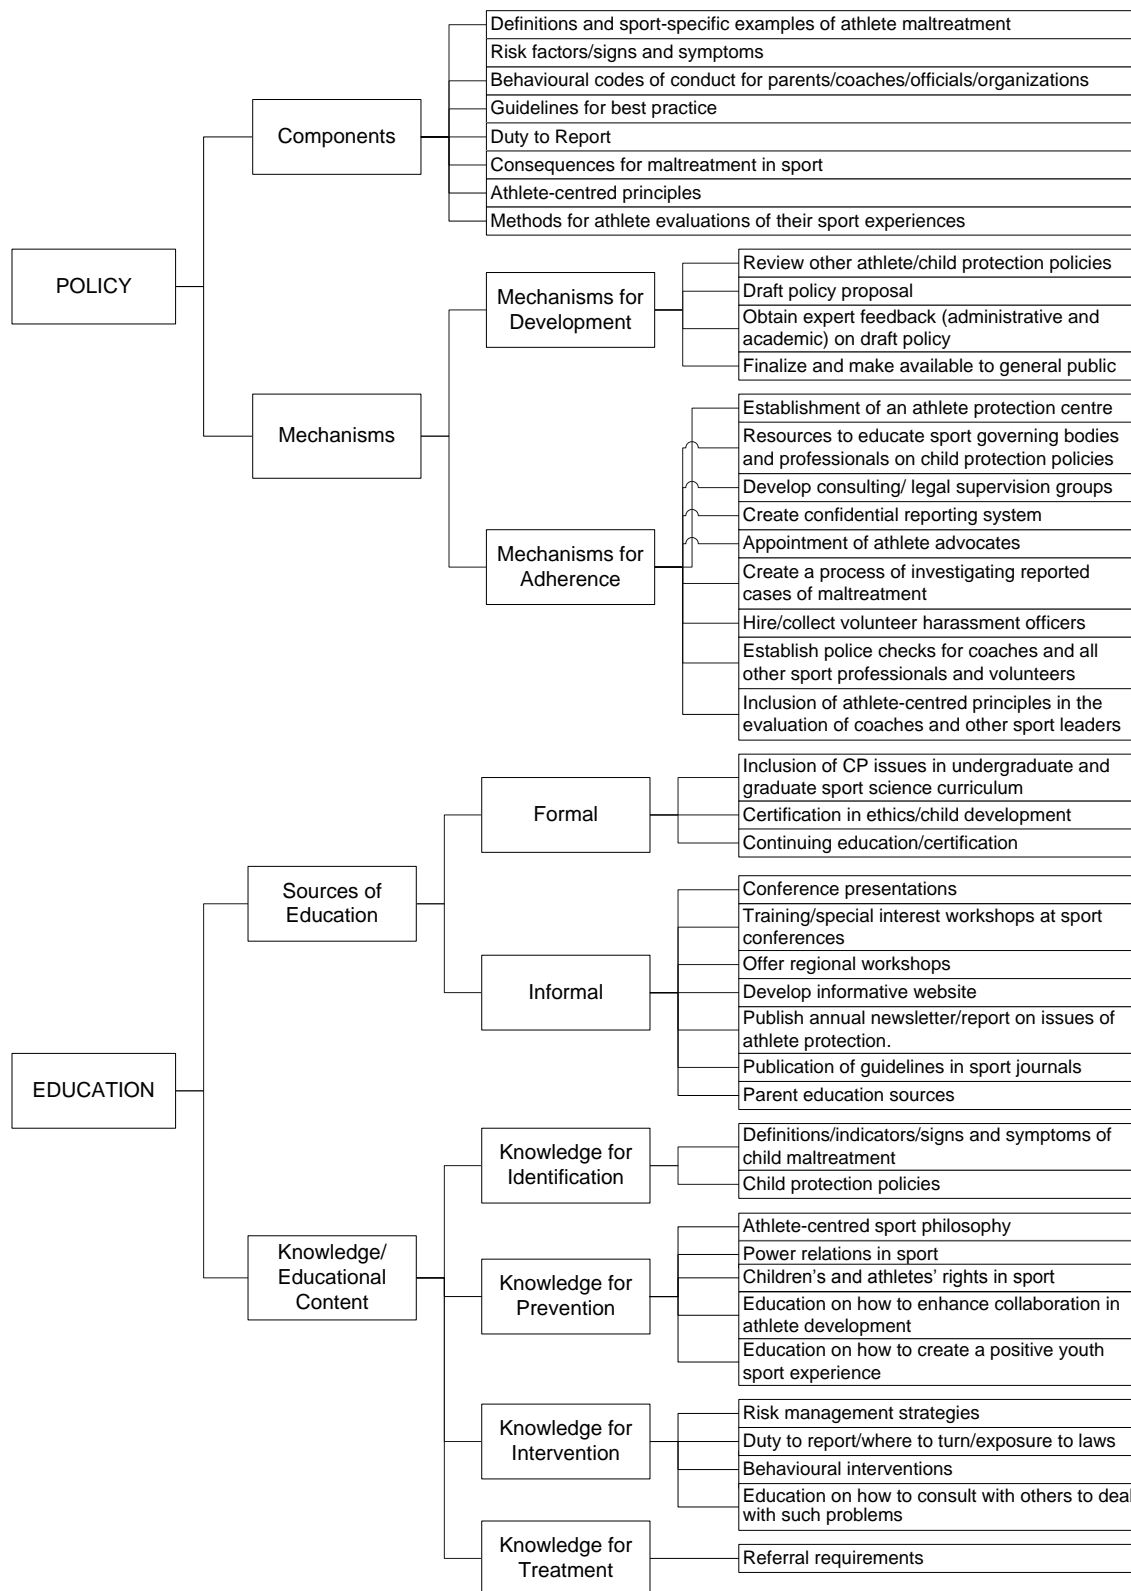 Definitions and sport-specific examples of athlete maltreatment
Risk factors/signs and symptoms
Behavioural codes of conduct for parents/coaches/officials/organizations
Guidelines for best practice
Components
Duty to Report
Consequences for maltreatment in sport
Athlete-centred principles
Methods for athlete evaluations of their sport experiences
POLICY
Mechanisms for
Development
Review other athlete/child protection policies
Draft policy proposal
Obtain expert feedback (administrative and
academic) on draft policy
Finalize and make available to general public
Mechanisms
Establishment of an athlete protection centre
Resources to educate sport governing bodies
and professionals on child protection policies
Develop consulting/ legal supervision groups
Create confidential reporting system
Mechanisms for
Adherence
Appointment of athlete advocates
Create a process of investigating reported
cases of maltreatment
Hire/collect volunteer harassment officers
Establish police checks for coaches and all
other sport professionals and volunteers
Inclusion of athlete-centred principles in the
evaluation of coaches and other sport leaders
Formal
Inclusion of CP issues in undergraduate and
graduate sport science curriculum
Certification in ethics/child development
Continuing education/certification
Sources of
Education
Conference presentations
Training/special interest workshops at sport
conferences
Offer regional workshops
Informal
Develop informative website
Publish annual newsletter/report on issues of
athlete protection.
Publication of guidelines in sport journals
Parent education sources
EDUCATION
Knowledge for
Identification
Definitions/indicators/signs and symptoms of
child maltreatment
Child protection policies
Knowledge/
Educational
Content
Knowledge for
Prevention
Athlete-centred sport philosophy
Power relations in sport
Children’s and athletes’ rights in sport
Education on how to enhance collaboration in
athlete development
Education on how to create a positive youth
sport experience
Knowledge for
Intervention
Risk management strategies
Duty to report/where to turn/exposure to laws
Behavioural interventions
Education on how to consult with others to deal
with such problems
Knowledge for
Treatment
Referral requirements